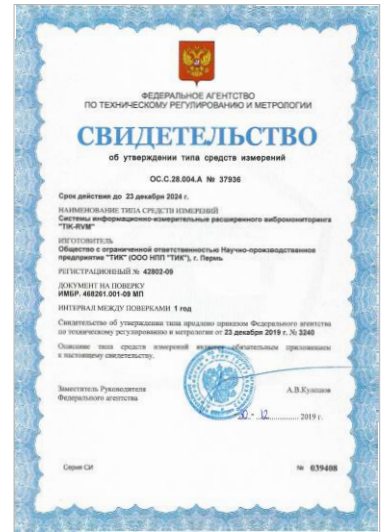 ФЕДЕРАЛЬНОЕ АГЕНТСТВО
ПО ТЕХНИЧЕСКОМУ РЕГУЛИРОВАНИЮ И МЕТРОЛОГИИ
СВИДЕТЕЛЬСТВО
об утверждении типа средств измерений
ОС.С.28.004.А № 37936
Срок действия до 23 декабря 2024 г.
НАИМЕНОВАНИЕ ТИПА СРЕДСТВ ИЗМЕРЕНИЙ
Системы информационно-измерительные расширенного вибромониторинга
"TIK-RVM"
ИЗГОТОВИТЕЛЬ
Общество с ограниченной ответственностью Научно-производственное
предприятие "ТИК" (ООО НПП "ТИК"), г. Пермь
РЕГИСТРАЦИОННЫЙ № 42802-09
ДОКУМЕНТ НА ПОВЕРКУ
ИМБР. 468261.001-09 МП
ИНТЕРВАЛ МЕЖДУ ПОВЕРКАМИ 1 год
Свидетельство об утверждении типа продлено приказом Федерального агентства
по техническому регулированию и метрологии от 23 декабря 2019 г. № 3240
Описание типа средств измерений является обязательным приложением
к настоящему свидетельству.
Заместитель Руководителя
Федерального агентства
А.В.Кулешов
30. 12. 2019 г.
Серия СИ
№ 039408